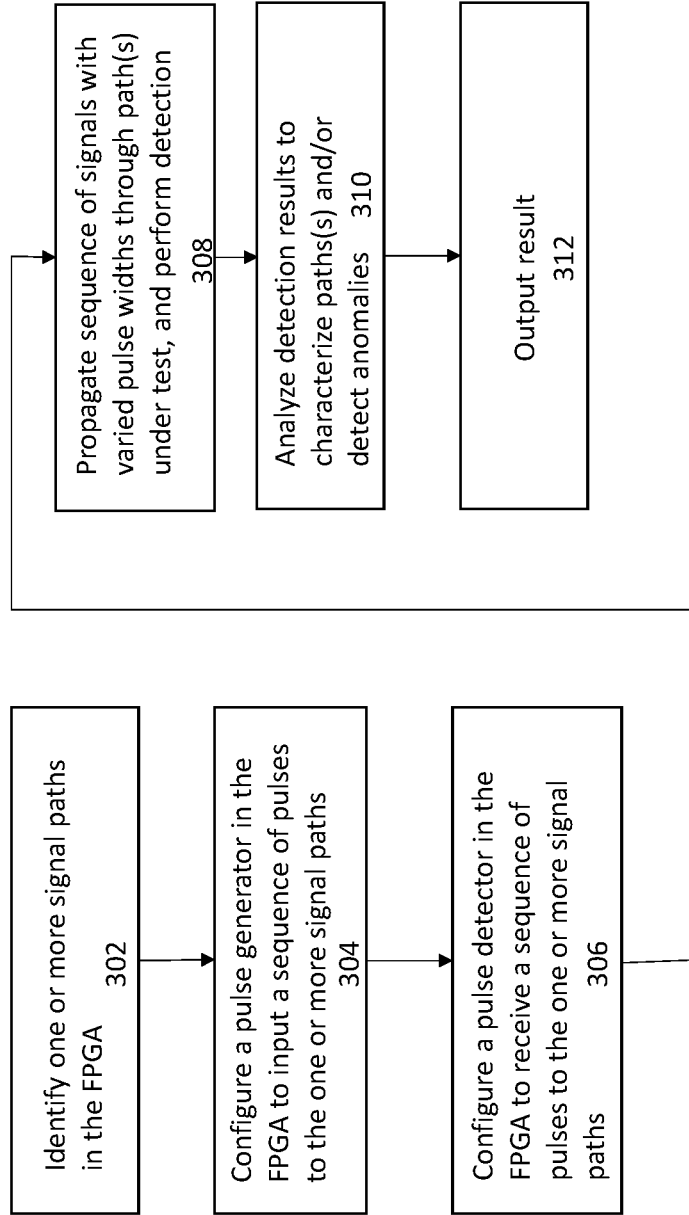 Identify one or more signal paths
in the FPGA
302
Configure a pulse generator in the
FPGA to input a sequence of pulses
to the one or more signal paths
304
Configure a pulse detector in the
FPGA to receive a sequence of
pulses to the one or more signal
paths
306
Propagate sequence of signals with
varied pulse widths through path(s)
under test, and perform detection
308
Analyze detection results to
characterize paths(s) and/or
detect anomalies 310
Output result
312